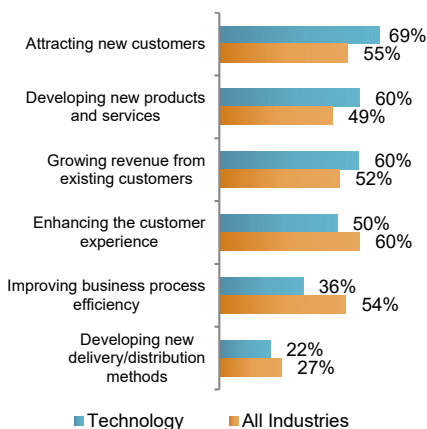 Attracting new customers
69%
55%
Developing new products
and services
60%
49%
Growing revenue from
existing customers
60%
52%
Enhancing the customer
experience
50%
60%
Improving business process
efficiency
36%
54%
Developing new
delivery/distribution
methods
22%
27%
Technology
All Industries